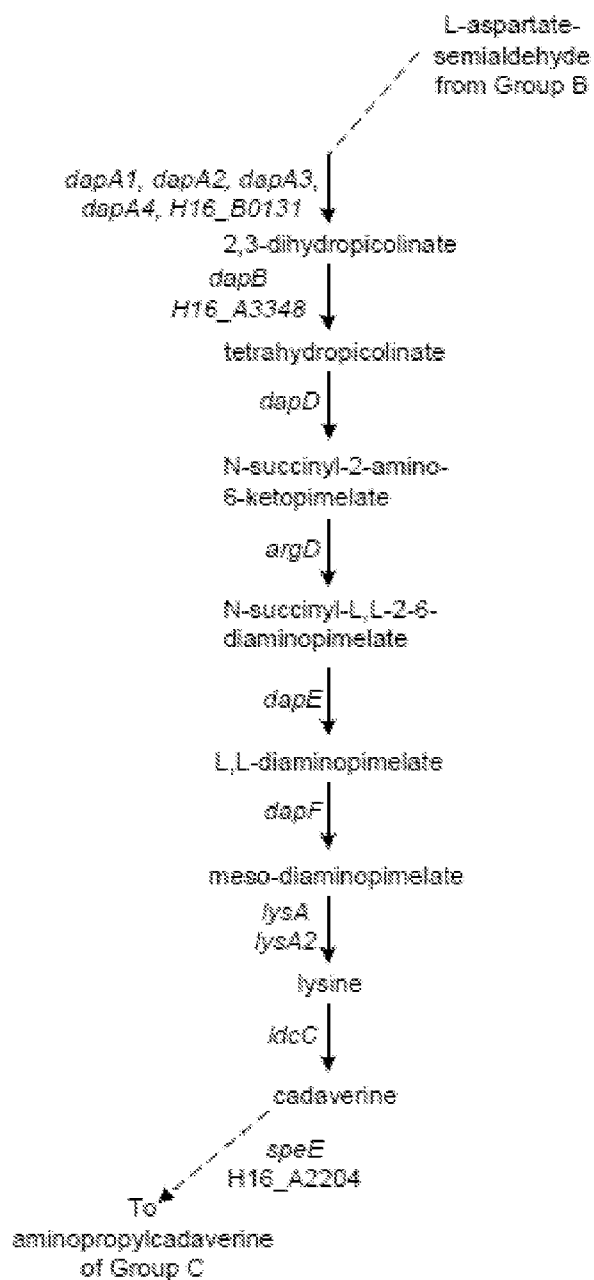 L-aspartate-
semialdehyde
from Group B
dapA1, dapA2, dapA3,
dapA4, H16_B0131
2,3-dihydropicolinate
dapB
H16_A3348
tetrahydropicolinate
dapD
N-succinyl-2-amino-
6-ketopimelate
argD
N-succinyl-L,L-2-6-
diaminopimelate
dapE
L,L-diaminopimelate
dapF
meso-diaminopimelate
lysA
lysA2
lysine
ldcC
cadaverine
speE
H16_A2204
To
aminopropylcadaverine
of Group C